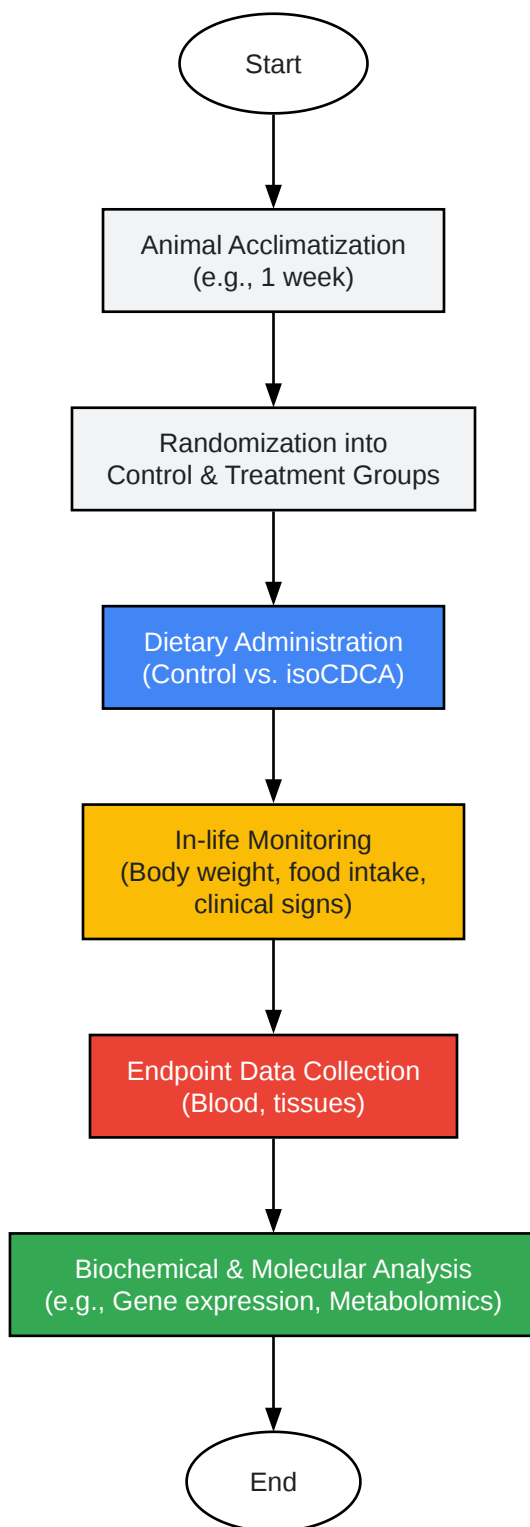 Start
Animal Acclimatization
(e.g., 1 week)
Randomization into
Control & Treatment Groups
Dietary Administration
(Control vs. isoCDCA)
In-life Monitoring
(Body weight, food intake,
clinical signs)
Endpoint Data Collection
(Blood, tissues)
Biochemical & Molecular Analysis
(e.g., Gene expression, Metabolomics)
End